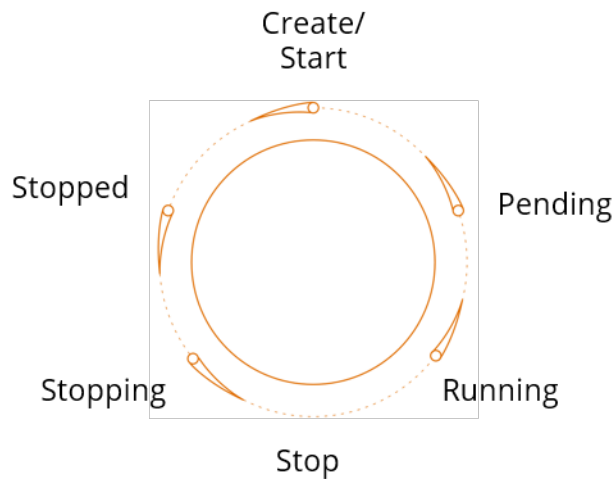 Create/
Start
Pending
Running
Stop
Stopping
Stopped